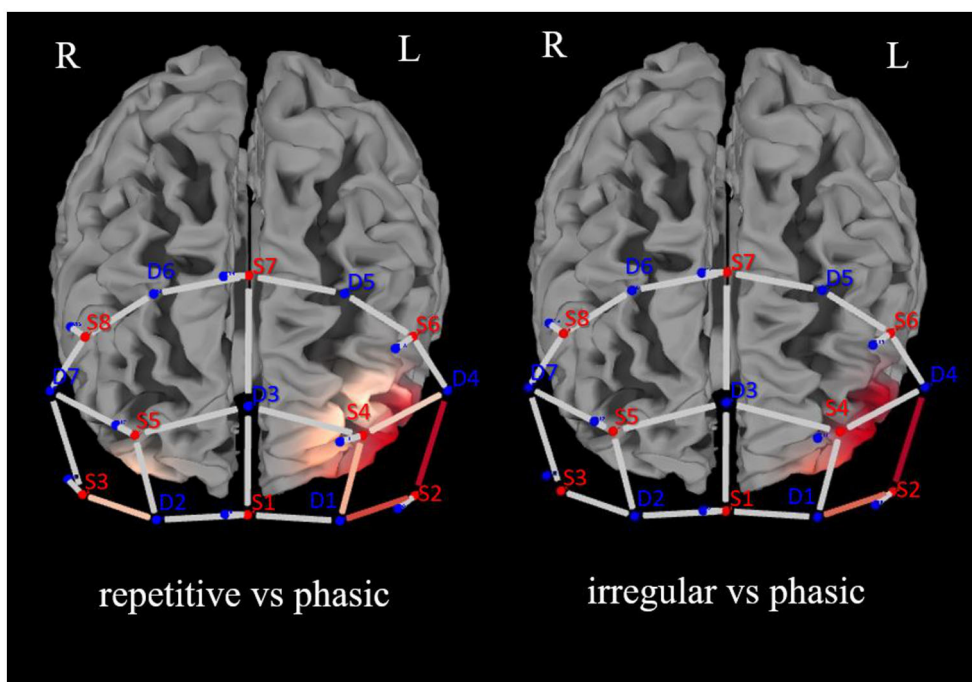 R L R L
S7 S7
D6 D5 D6 D5
S8 S6 S8 S6
D7 D3 D4 D7 D3 D4
S5 S4 S5 S4
S3 S2 S3 S2
D2 S1 D1 D2 S1 D1
repetitive vs phasic irregular vs phasic